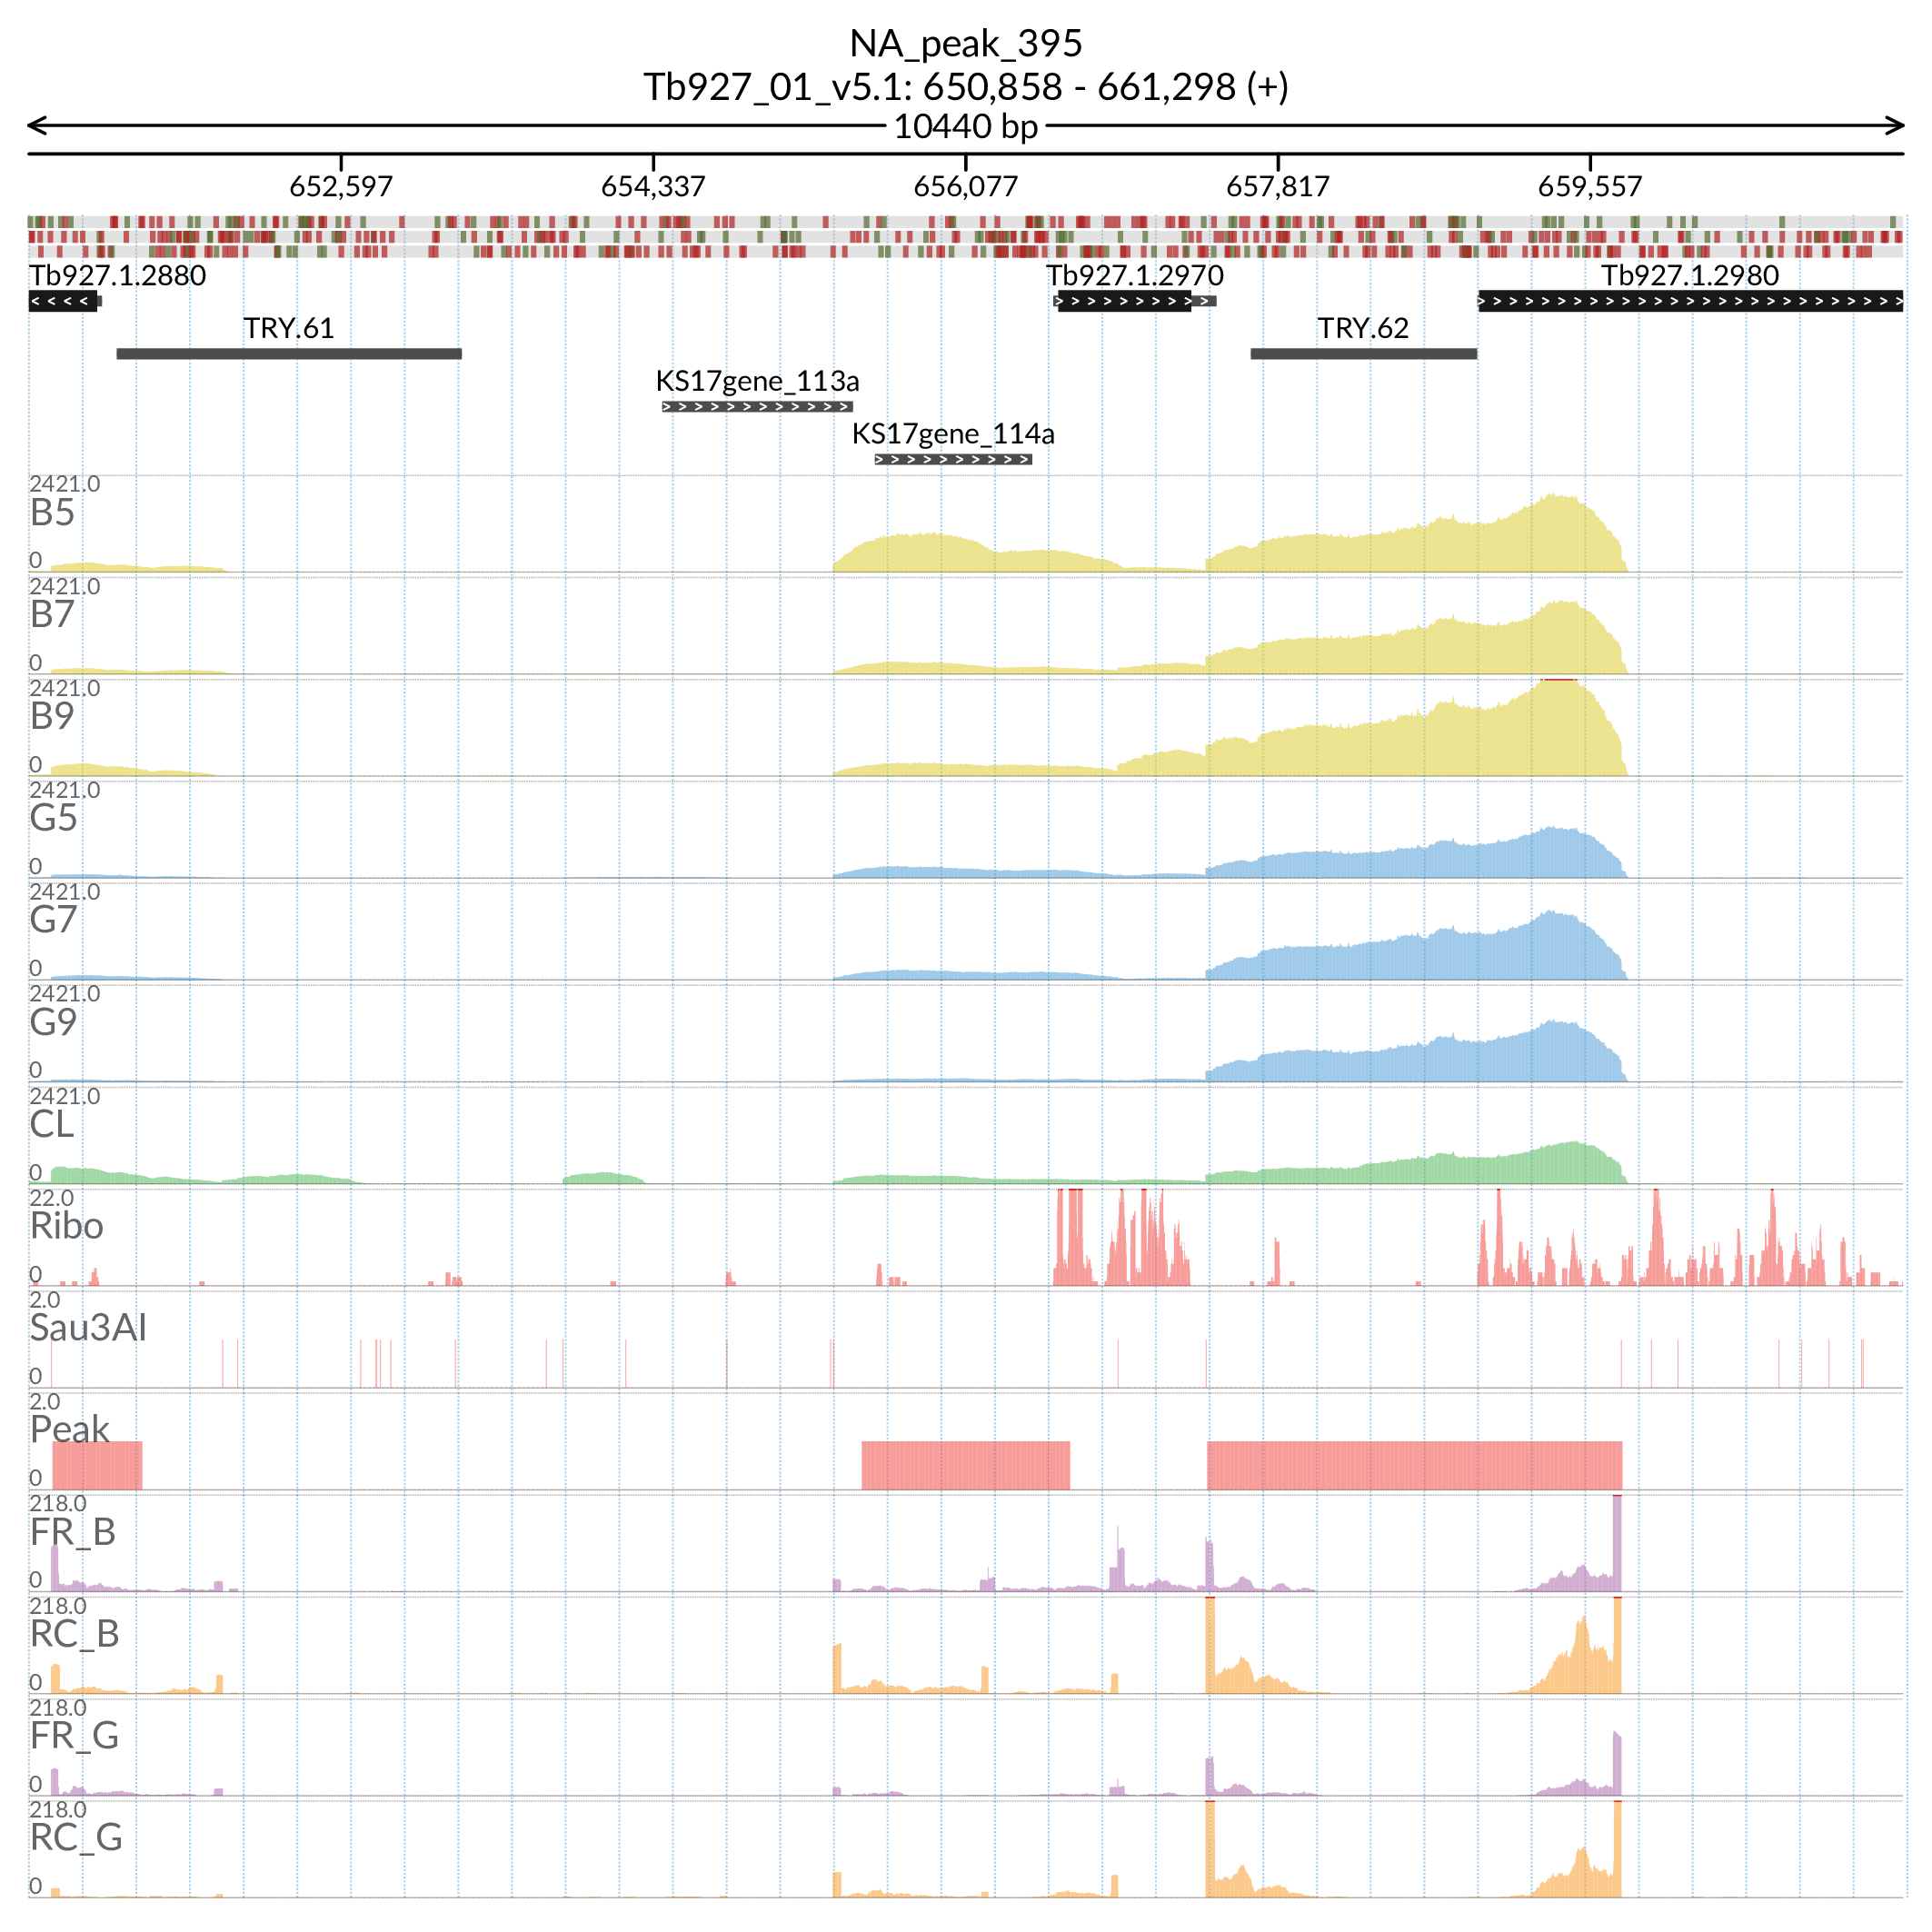 NA_peak_395
Tb927_01_v5.1: 650,858 - 661,298 (+)
10440 bp
652,597 654,337 656,077 657,817 659,557
Tb927.1.2880 Tb927.1.2970 Tb927.1.2980
TRY.61 TRY.62
KS17gene_113a
KS17gene_114a
2421.0
B5
0
2421.0
B7
0
2421.0
B9
0
2421.0
G5
0
2421.0
G7
0
2421.0
G9
0
2421.0
CL
0
22.0
Ribo
0
2.0
Sau3AI
0
2.0
Peak
0
218.0
FR_B
0
218.0
RC_B
0
218.0
FR_G
0
218.0
RC_G
0